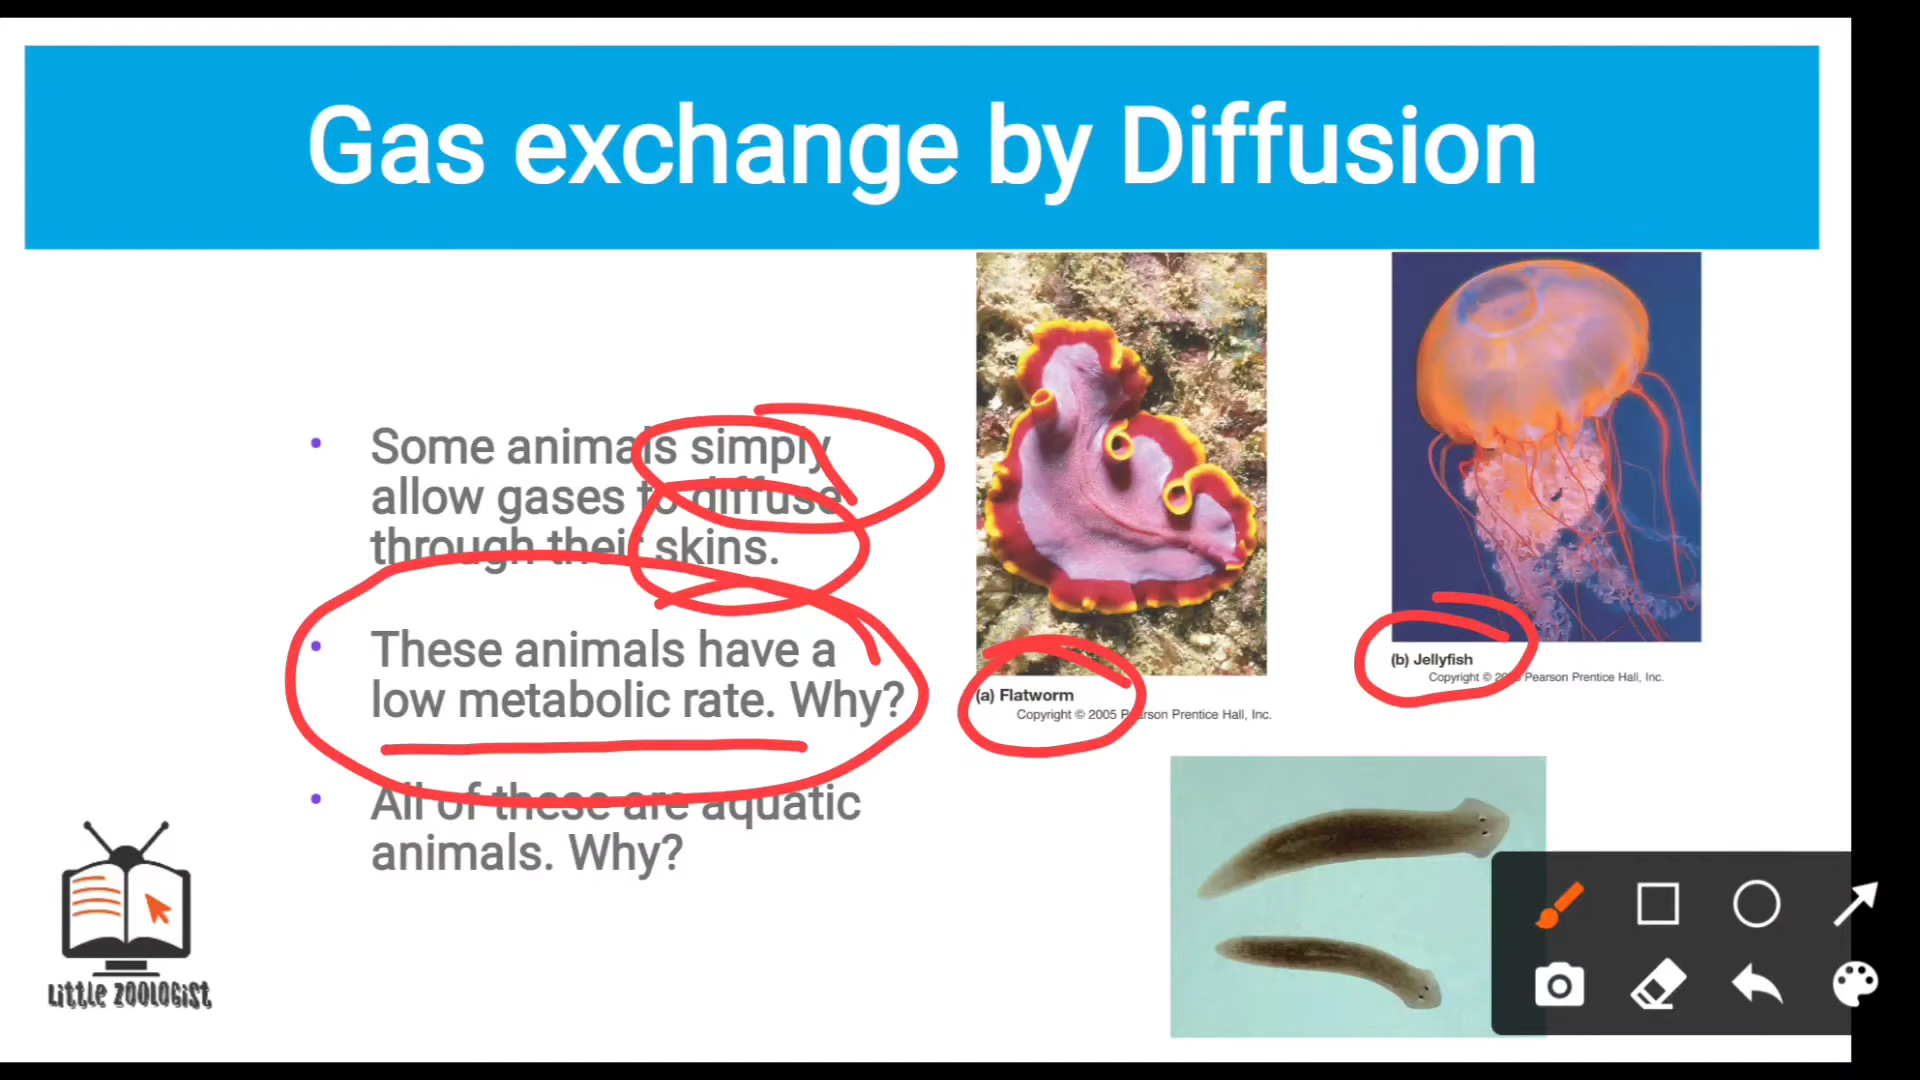 Gas exchange by Diffusion
• Some animals simply
allow gases to diffuse
through their skins.
• These animals have a
low metabolic rate. Why?
• All of these are aquatic
animals. Why?
(a) Flatworm
Copyright © 2005 Pearson Prentice Hall, Inc.
(b) Jellyfish
Copyright © 2005 Pearson Prentice Hall, Inc.
LittLe ZOOLOGiSt